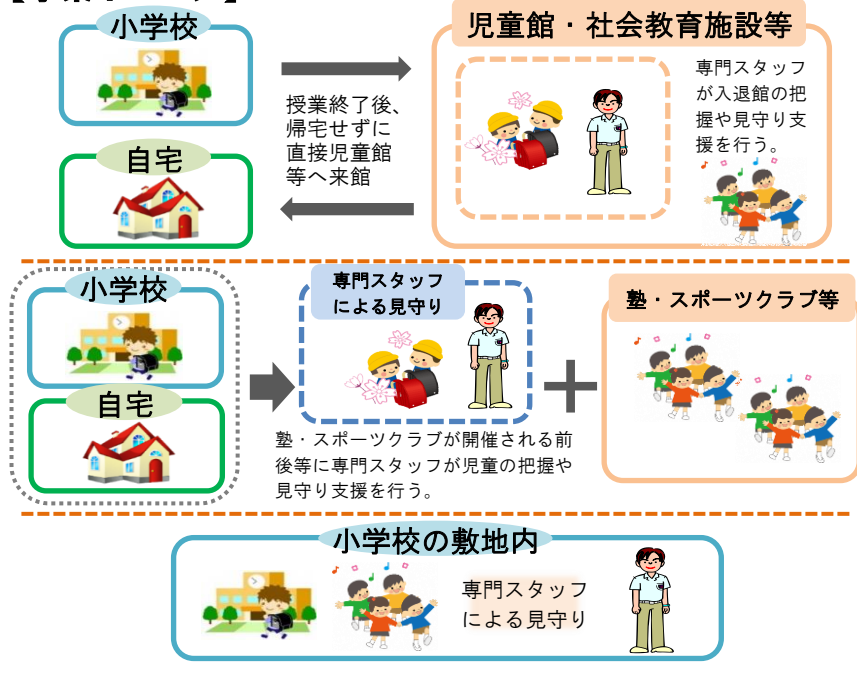 小学校
児童館・社会教育施設等
専門スタッフ
が入退館の把
握や見守り支
援を行う。
授業終了後、
帰宅せずに
直接児童館
等へ来館
自宅
小学校
専門スタッフ
による見守り
塾・スポーツクラブ等
自宅
塾・スポーツクラブが開催される前
後等に専門スタッフが児童の把握や
見守り支援を行う。
小学校の敷地内
専門スタッフ
による見守り